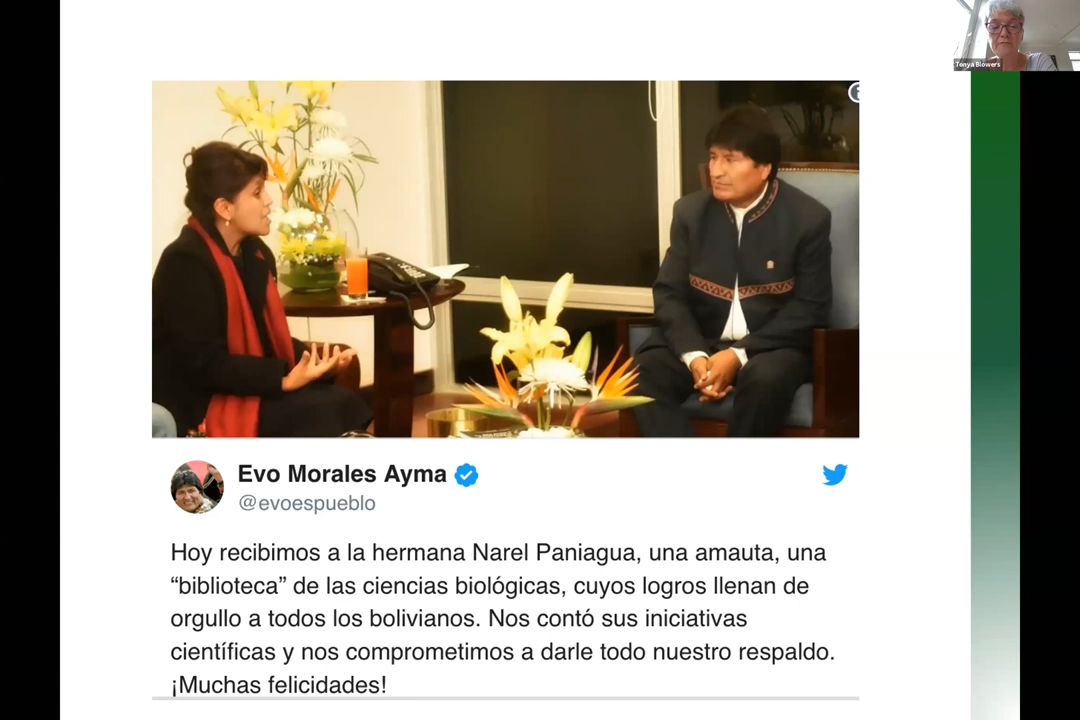 Tonya Blowers
Evo Morales Ayma
@evoespueblo
Hoy recibimos a la hermana Narel Paniagua, una amauta, una
“biblioteca” de las ciencias biológicas, cuyos logros llenan de
orgullo a todos los bolivianos. Nos contó sus iniciativas
científicas y nos comprometimos a darle todo nuestro respaldo.
¡Muchas felicidades!